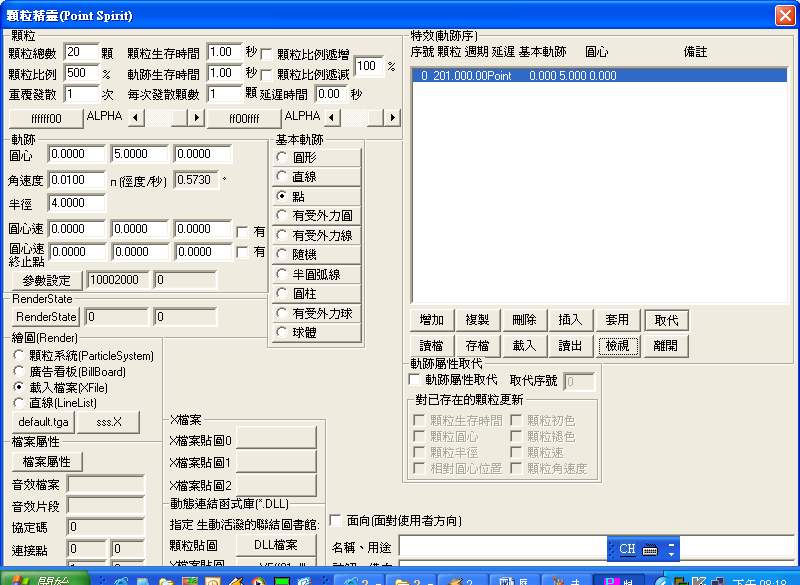 顆粒精靈(Point Spirit)
顆粒
顆粒總數 20 顆 顆粒生存時間 1.00 秒 顆粒比例遞增
顆粒比例 500 % 軌跡生存時間 1.00 秒 顆粒比例遞減 100 %
重覆發散 1 次 每次發散顆數 1 顆 延遲時間 0.00 秒
ffffff00 ALPHA ff00ffff ALPHA
軌跡
圓心 0.0000 5.0000 0.0000
角速度 0.0100 π(徑度/秒) 0.5730 °
半徑 4.0000
圓心速 0.0000 0.0000 0.0000 有
圓心速終止點 0.0000 0.0000 0.0000 有
參數設定 10002000 0
RenderState
RenderState 0 0
繪圖(Render)
顆粒系統(ParticleSystem)
廣告看板(BillBoard)
載入檔案(XFile)
直線(LineList)
default.tga sss.X
檔案屬性
檔案屬性
音效檔案
音效片段
協定碼 0
連接點 0 0
基本軌跡
圓形
直線
點
有受外力圓
有受外力線
隨機
半圓弧線
圓柱
有受外力球
球體
X檔案
X檔案貼圖0
X檔案貼圖1
X檔案貼圖2
動態連結函式庫(*.DLL)
指定 生動活潑的聯結圖書館:
顆粒貼圖 DLL檔案
特效(軌跡序)
序號 顆粒 週期 延遲 基本軌跡 圓心 備註
0 201.000.00Point 0.000 5.000 0.000
增加 複製 刪除 插入 套用 取代
讀檔 存檔 載入 讀出 檢視 離開
軌跡屬性取代
軌跡屬性取代 取代序號 0
對已存在的顆粒更新
顆粒生存時間 顆粒初色
顆粒圓心 顆粒褪色
顆粒半徑 顆粒速
相對圓心位置 顆粒角速度
面向(面對使用者方向)
名稱、用途
CH
開始
下午 08:18